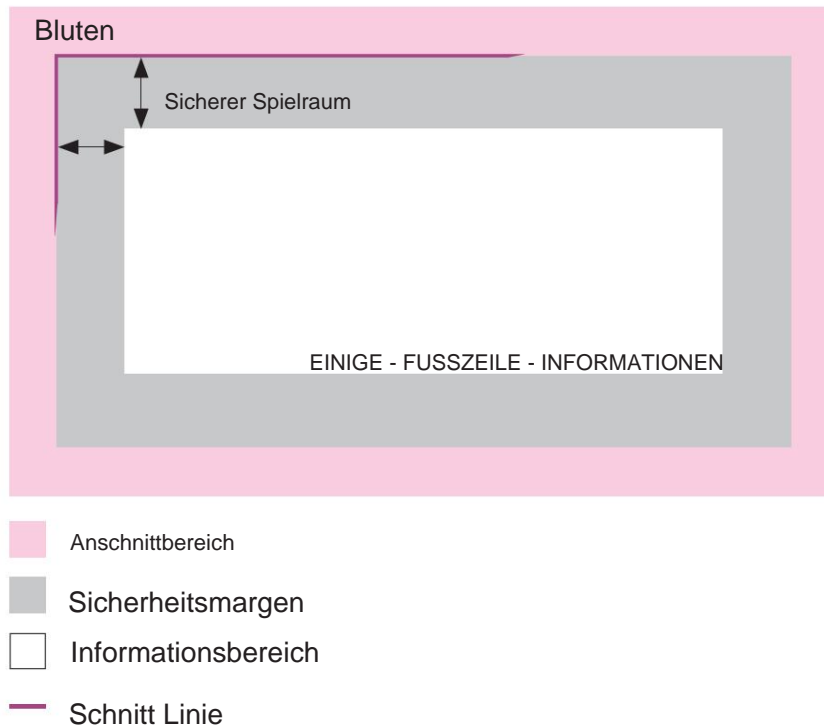 Bluten
Sicherer Spielraum
EINIGE - FUSSZEILE - INFORMATIONEN
Anschnittbereich
Sicherheitsmargen
Informationsbereich
Schnitt Linie